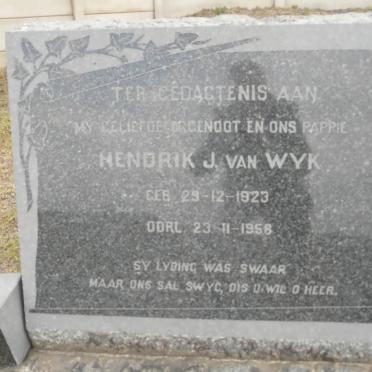 TER GEDAGTENIS AAN
MY GELIEFDE EGGENOOT EN ONS PAPPIE
HENDRIK J. VAN WYK
GEB. 29-12-1923
OORL. 23-11-1956
SY LYDING WAS SWAAR
MAAR ONS SAL SWYG, DIS U WIL O HEER.